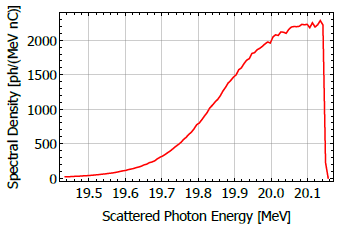 Spectral Density [ph/(MeV nC)]
2000
1500
1000
500
0
19.5 19.6 19.7 19.8 19.9 20.0 20.1
Scattered Photon Energy [MeV]